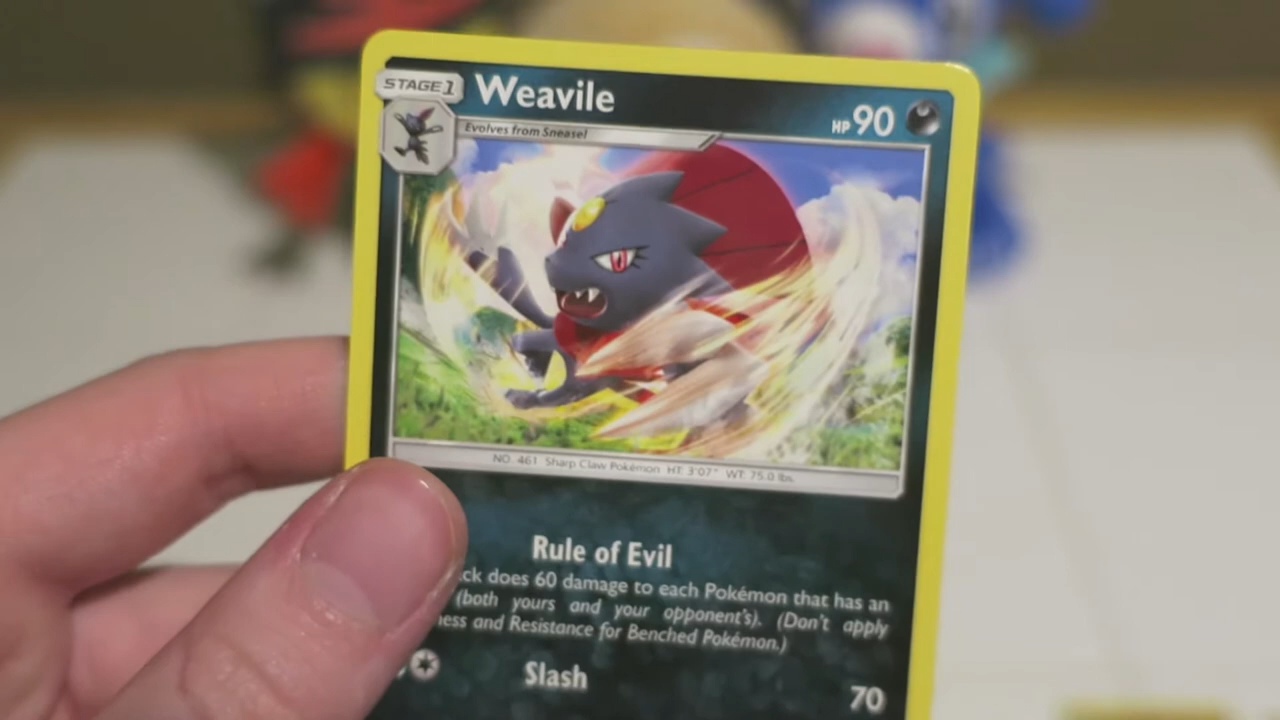 STAGE1
Weavile
HP 90
Evolves from Sneasel
NO. 461 Sharp Claw Pokémon HT: 3'07" WT: 75.0 lbs.
Rule of Evil
ck does 60 damage to each Pokémon that has an
(both yours and your opponent's). (Don't apply
ness and Resistance for Benched Pokémon.)
Slash
70